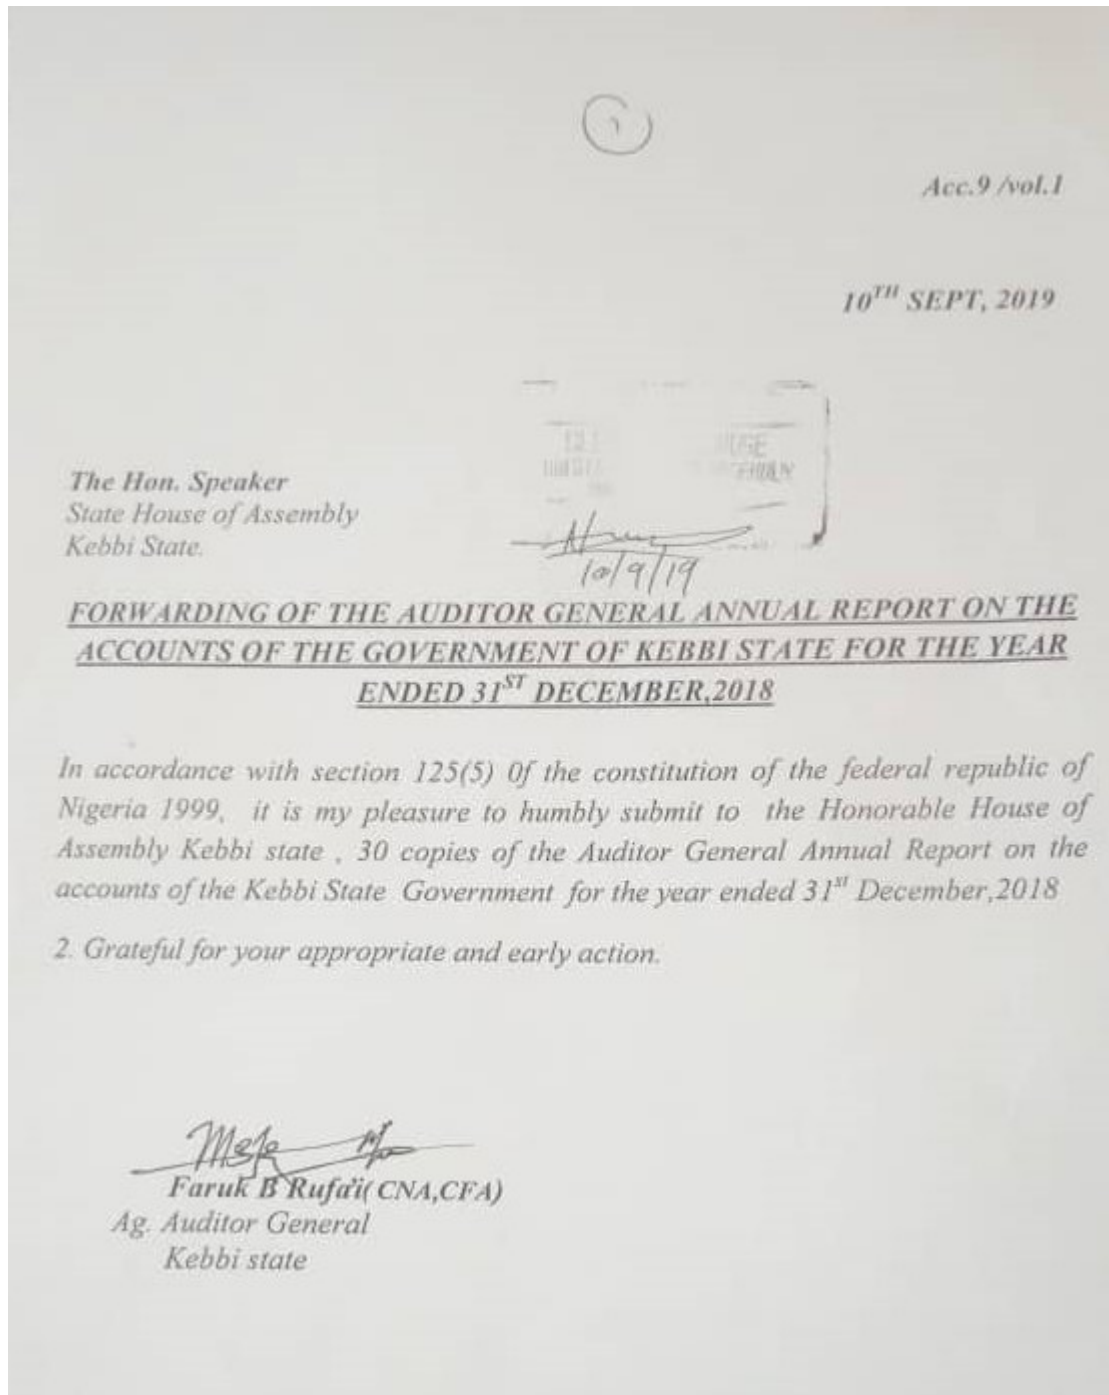 Acc.9 /vol.1
10TH SEPT, 2019
The Hon. Speaker
State House of Assembly
Kebbi State.
10/9/19
FORWARDING OF THE AUDITOR GENERAL ANNUAL REPORT ON THE
ACCOUNTS OF THE GOVERNMENT OF KEBBI STATE FOR THE YEAR
ENDED 31ST DECEMBER,2018
In accordance with section 125(5) 0f the constitution of the federal republic of
Nigeria 1999, it is my pleasure to humbly submit to the Honorable House of
Assembly Kebbi state , 30 copies of the Auditor General Annual Report on the
accounts of the Kebbi State Government for the year ended 31st December,2018
2. Grateful for your appropriate and early action.
Faruk B Rufa'i( CNA,CFA)
Ag. Auditor General
Kebbi state